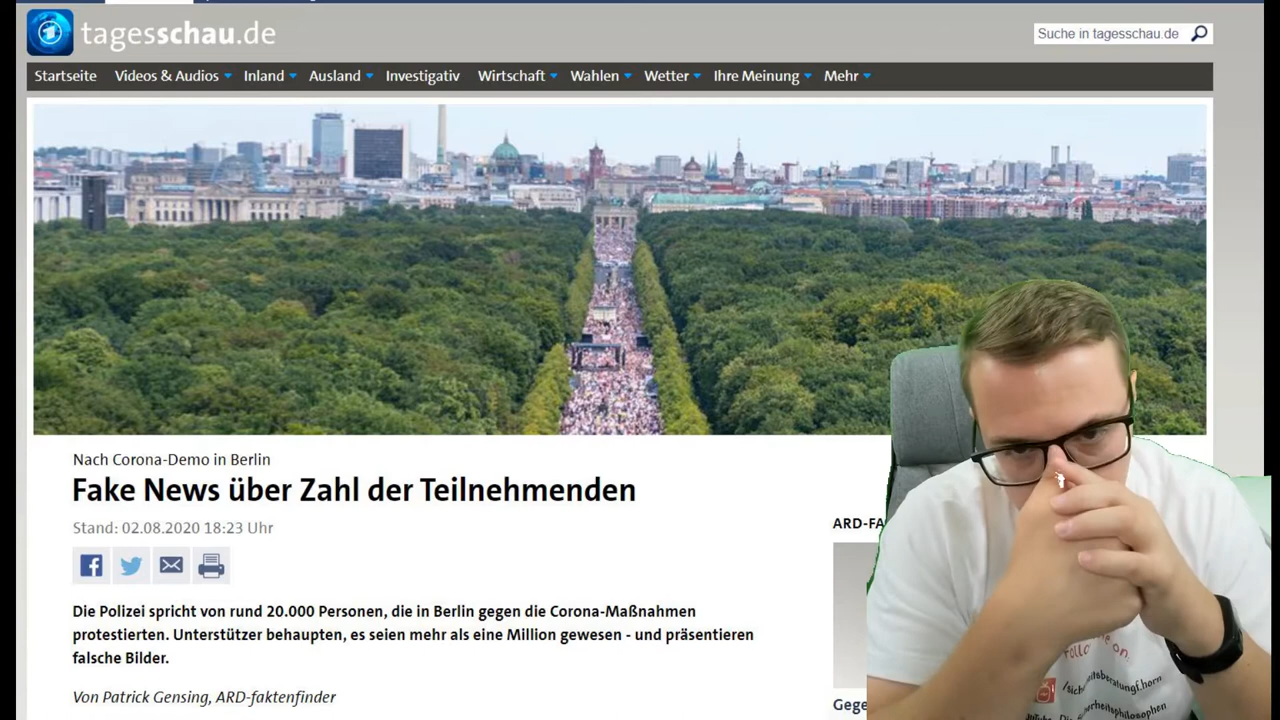 tagesschau.de
Suche in tagesschau.de
Startseite Videos & Audios Inland Ausland Investigativ Wirtschaft Wahlen Wetter Ihre Meinung Mehr
Nach Corona-Demo in Berlin
Fake News über Zahl der Teilnehmenden
Stand: 02.08.2020 18:23 Uhr
ARD-FA
Die Polizei spricht von rund 20.000 Personen, die in Berlin gegen die Corona-Maßnahmen
protestierten. Unterstützer behaupten, es seien mehr als eine Million gewesen - und präsentieren
falsche Bilder.
Von Patrick Gensing, ARD-faktenfinder
Gege